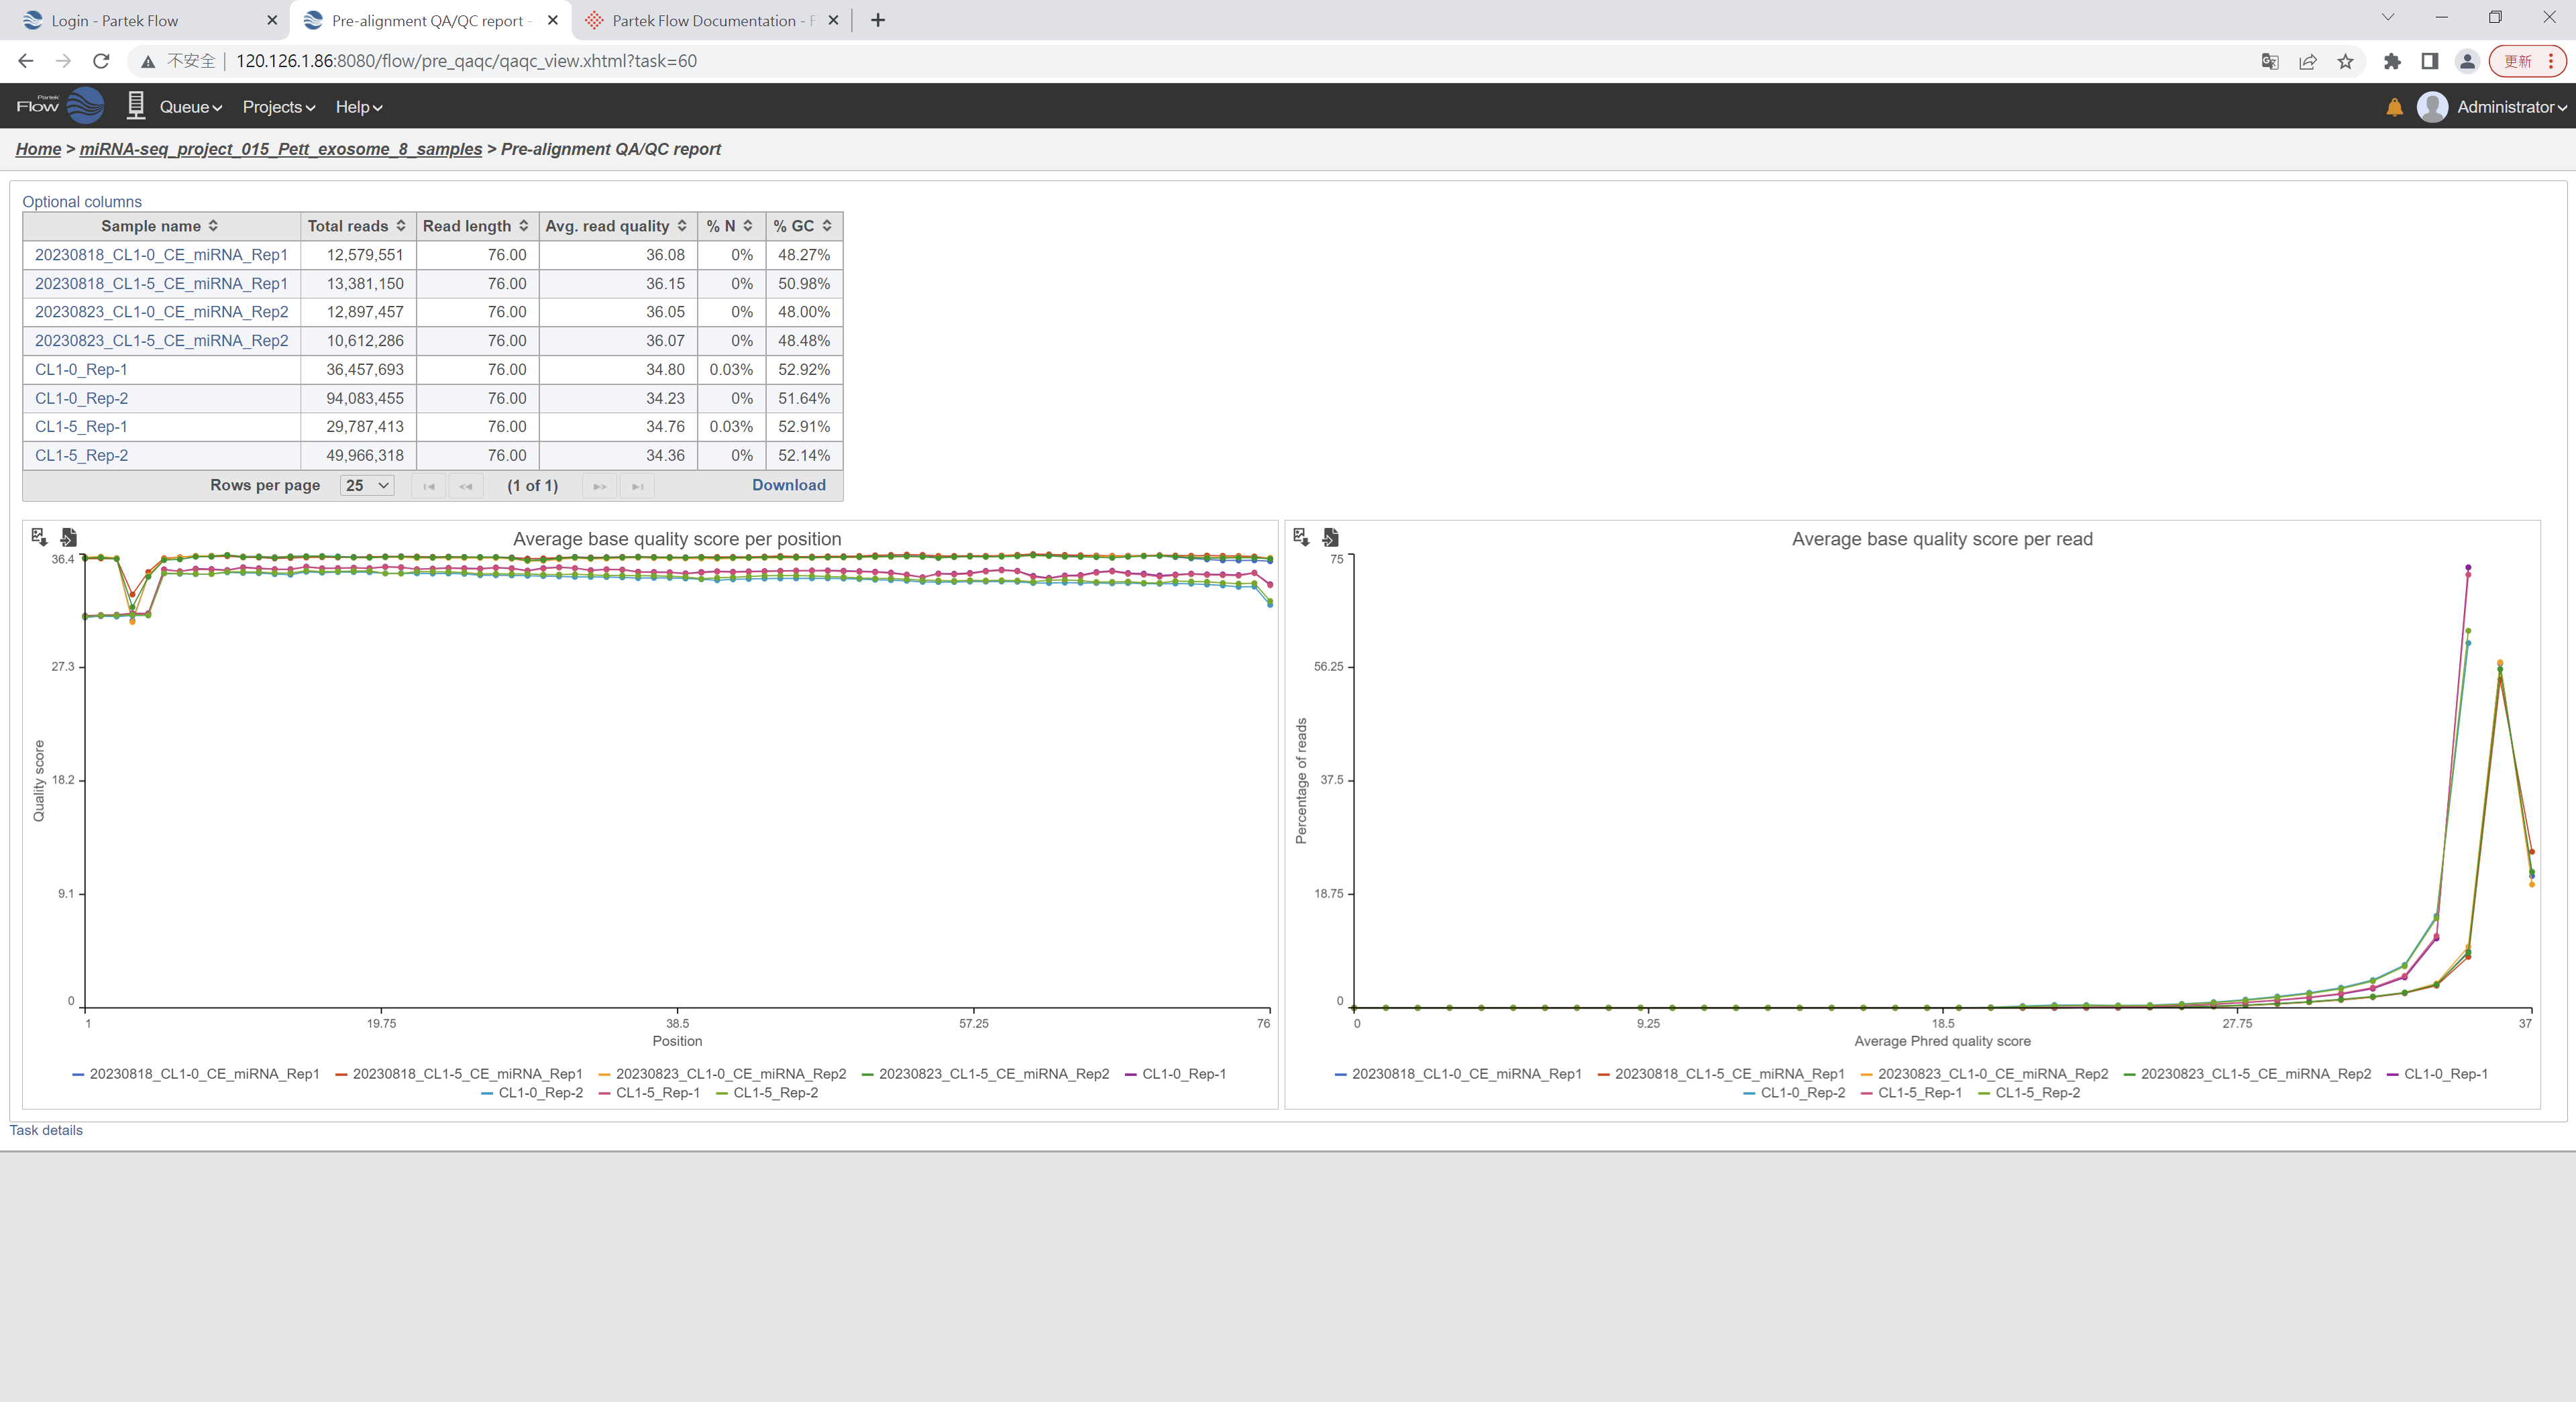 Login - Partek Flow
Pre-alignment QA/QC report -
Partek Flow Documentation - F
不安全 | 120.126.1.86:8080/flow/pre_qaqc/qaqc_view.xhtml?task=60
更新
Partek Flow
Queue Projects Help
Administrator
Home > miRNA-seq_project_015_Pett_exosome_8_samples > Pre-alignment QA/QC report
Optional columns
Sample name Total reads Read length Avg. read quality % N % GC
20230818_CL1-0_CE_miRNA_Rep1 12,579,551 76.00 36.08 0% 48.27%
20230818_CL1-5_CE_miRNA_Rep1 13,381,150 76.00 36.15 0% 50.98%
20230823_CL1-0_CE_miRNA_Rep2 12,897,457 76.00 36.05 0% 48.00%
20230823_CL1-5_CE_miRNA_Rep2 10,612,286 76.00 36.07 0% 48.48%
CL1-0_Rep-1 36,457,693 76.00 34.80 0.03% 52.92%
CL1-0_Rep-2 94,083,455 76.00 34.23 0% 51.64%
CL1-5_Rep-1 29,787,413 76.00 34.76 0.03% 52.91%
CL1-5_Rep-2 49,966,318 76.00 34.36 0% 52.14%
Rows per page 25 (1 of 1) Download
Average base quality score per position
36.4
27.3
18.2
9.1
0
Quality score
1 19.75 38.5 57.25 76
Position
20230818_CL1-0_CE_miRNA_Rep1 20230818_CL1-5_CE_miRNA_Rep1 20230823_CL1-0_CE_miRNA_Rep2 20230823_CL1-5_CE_miRNA_Rep2 CL1-0_Rep-1
CL1-0_Rep-2 CL1-5_Rep-1 CL1-5_Rep-2
Average base quality score per read
75
56.25
37.5
18.75
0
Percentage of reads
0 9.25 18.5 27.75 37
Average Phred quality score
20230818_CL1-0_CE_miRNA_Rep1 20230818_CL1-5_CE_miRNA_Rep1 20230823_CL1-0_CE_miRNA_Rep2 20230823_CL1-5_CE_miRNA_Rep2 CL1-0_Rep-1
CL1-0_Rep-2 CL1-5_Rep-1 CL1-5_Rep-2
Task details